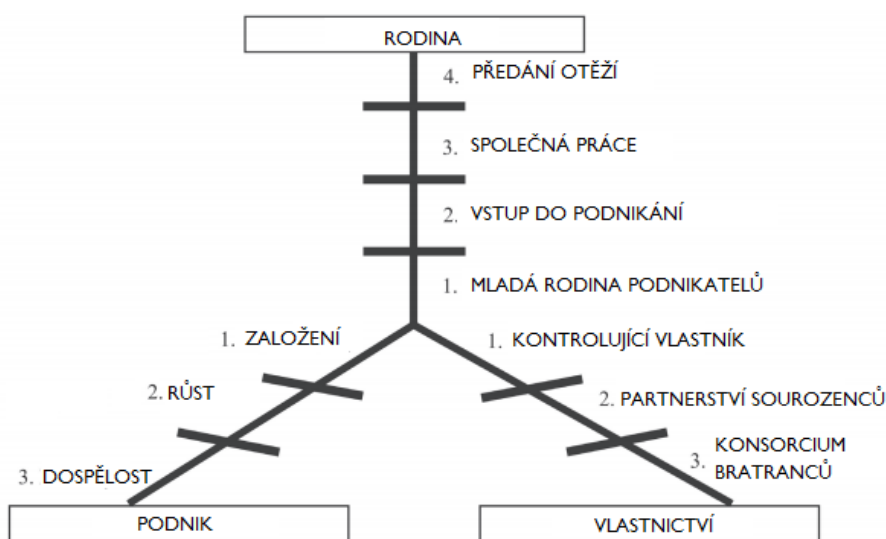 RODINA
4. PŘEDÁNÍ OTĚŽÍ
3. SPOLEČNÁ PRÁCE
2. VSTUP DO PODNIKÁNÍ
1. MLADÁ RODINA PODNIKATELŮ
1. ZALOŽENÍ
1. KONTROLUJÍCÍ VLASTNÍK
2. RŮST
2. PARTNERSTVÍ SOUROZENCŮ
3. DOSPĚLOST
3. KONSORCIUM
BRATRANCŮ
PODNIK
VLASTNICTVÍ